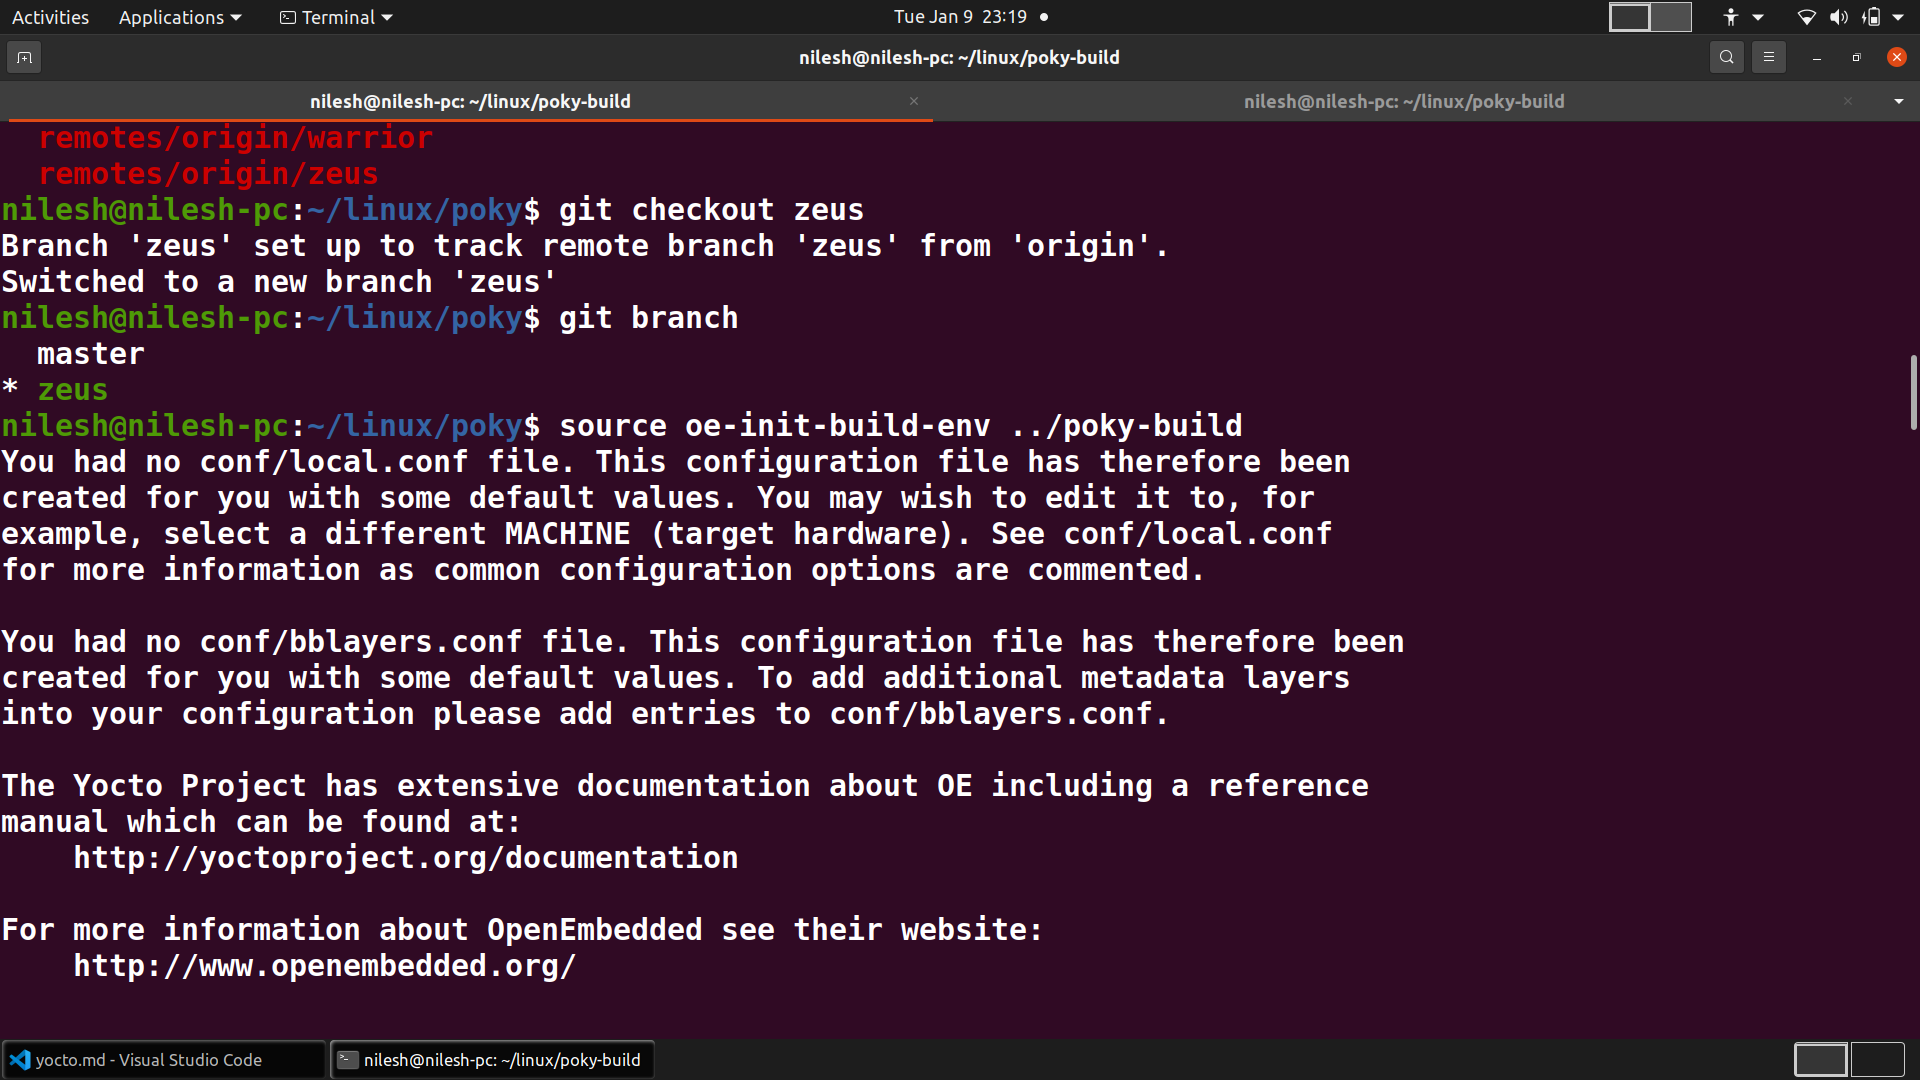 Activities Applications Terminal Tue Jan 9 23:19
nilesh@nilesh-pc: ~/linux/poky-build
nilesh@nilesh-pc: ~/linux/poky-build × nilesh@nilesh-pc: ~/linux/poky-build ×
remotes/origin/warrior
remotes/origin/zeus
nilesh@nilesh-pc:~/linux/poky$ git checkout zeus
Branch 'zeus' set up to track remote branch 'zeus' from 'origin'.
Switched to a new branch 'zeus'
nilesh@nilesh-pc:~/linux/poky$ git branch
master
* zeus
nilesh@nilesh-pc:~/linux/poky$ source oe-init-build-env ../poky-build
You had no conf/local.conf file. This configuration file has therefore been
created for you with some default values. You may wish to edit it to, for
example, select a different MACHINE (target hardware). See conf/local.conf
for more information as common configuration options are commented.
You had no conf/bblayers.conf file. This configuration file has therefore been
created for you with some default values. To add additional metadata layers
into your configuration please add entries to conf/bblayers.conf.
The Yocto Project has extensive documentation about OE including a reference
manual which can be found at:
http://yoctoproject.org/documentation
For more information about OpenEmbedded see their website:
http://www.openembedded.org/
yocto.md - Visual Studio Code nilesh@nilesh-pc: ~/linux/poky-build